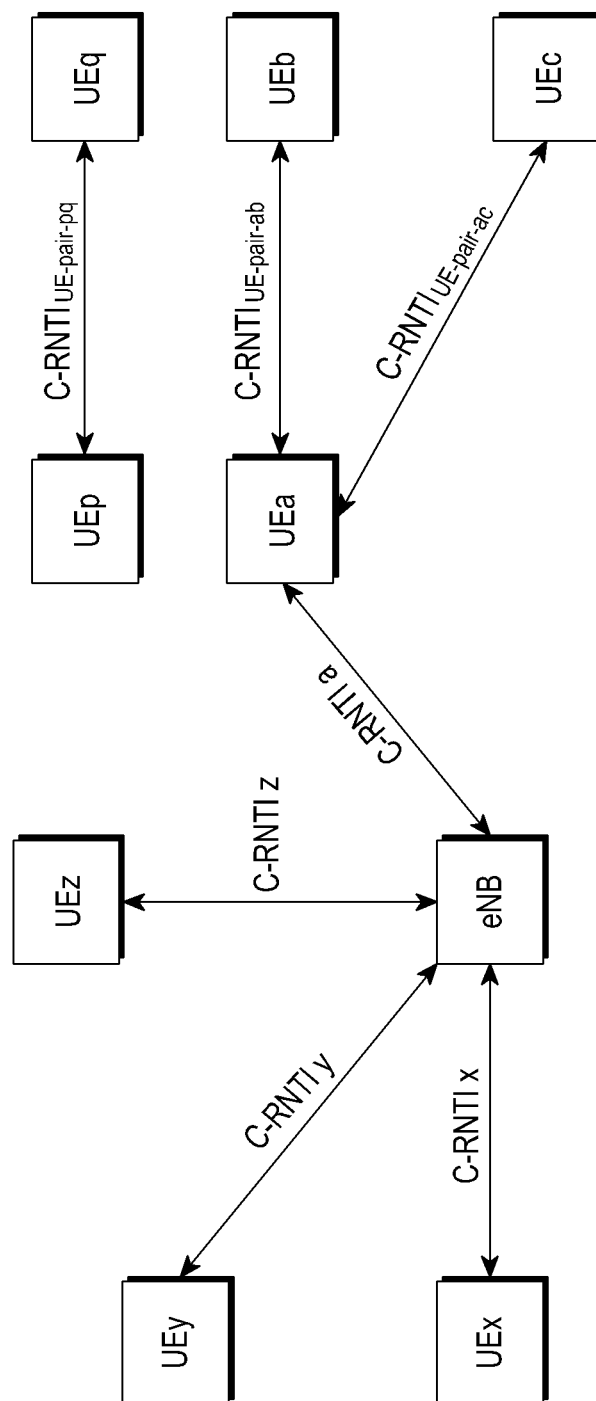 UEq
UEb
UEc
C-RNTI UE-pair-pq
C-RNTI UE-pair-ab
C-RNTI UE-pair-ac
UEp
UEa
C-RNTI a
UEz
C-RNTI z
eNB
C-RNTI y
C-RNTI x
UEy
UEx